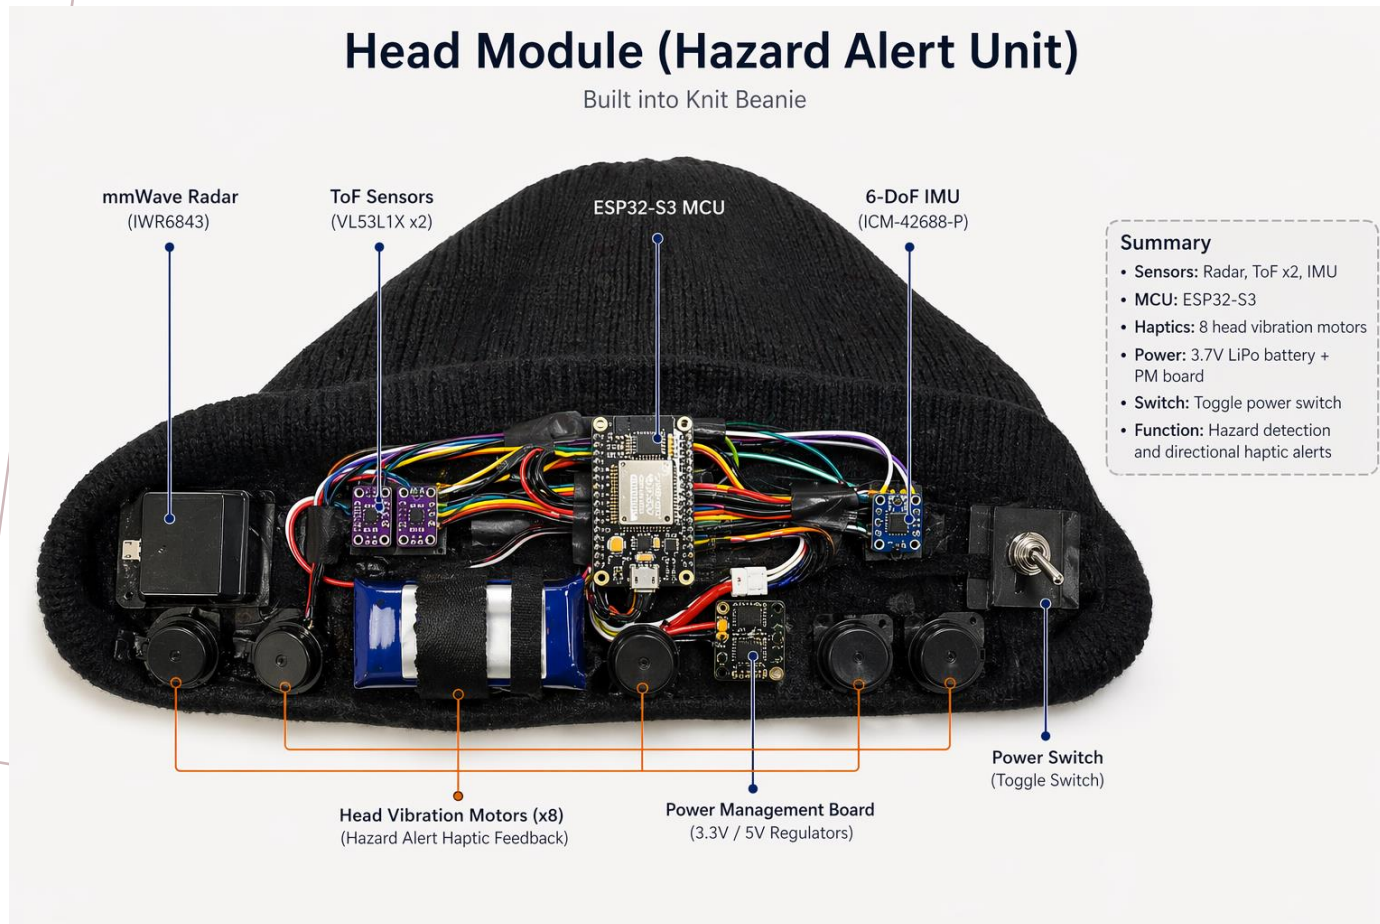 Head Module (Hazard Alert Unit)
Built into Knit Beanie
mmWave Radar
(IWR6843)
ToF Sensors
(VL53L1X x2)
ESP32-S3 MCU
6-DoF IMU
(ICM-42688-P)
Summary
• Sensors: Radar, ToF x2, IMU
• MCU: ESP32-S3
• Haptics: 8 head vibration motors
• Power: 3.7V LiPo battery +
PM board
• Switch: Toggle power switch
• Function: Hazard detection
and directional haptic alerts
Power Switch
(Toggle Switch)
Head Vibration Motors (x8)
(Hazard Alert Haptic Feedback)
Power Management Board
(3.3V / 5V Regulators)